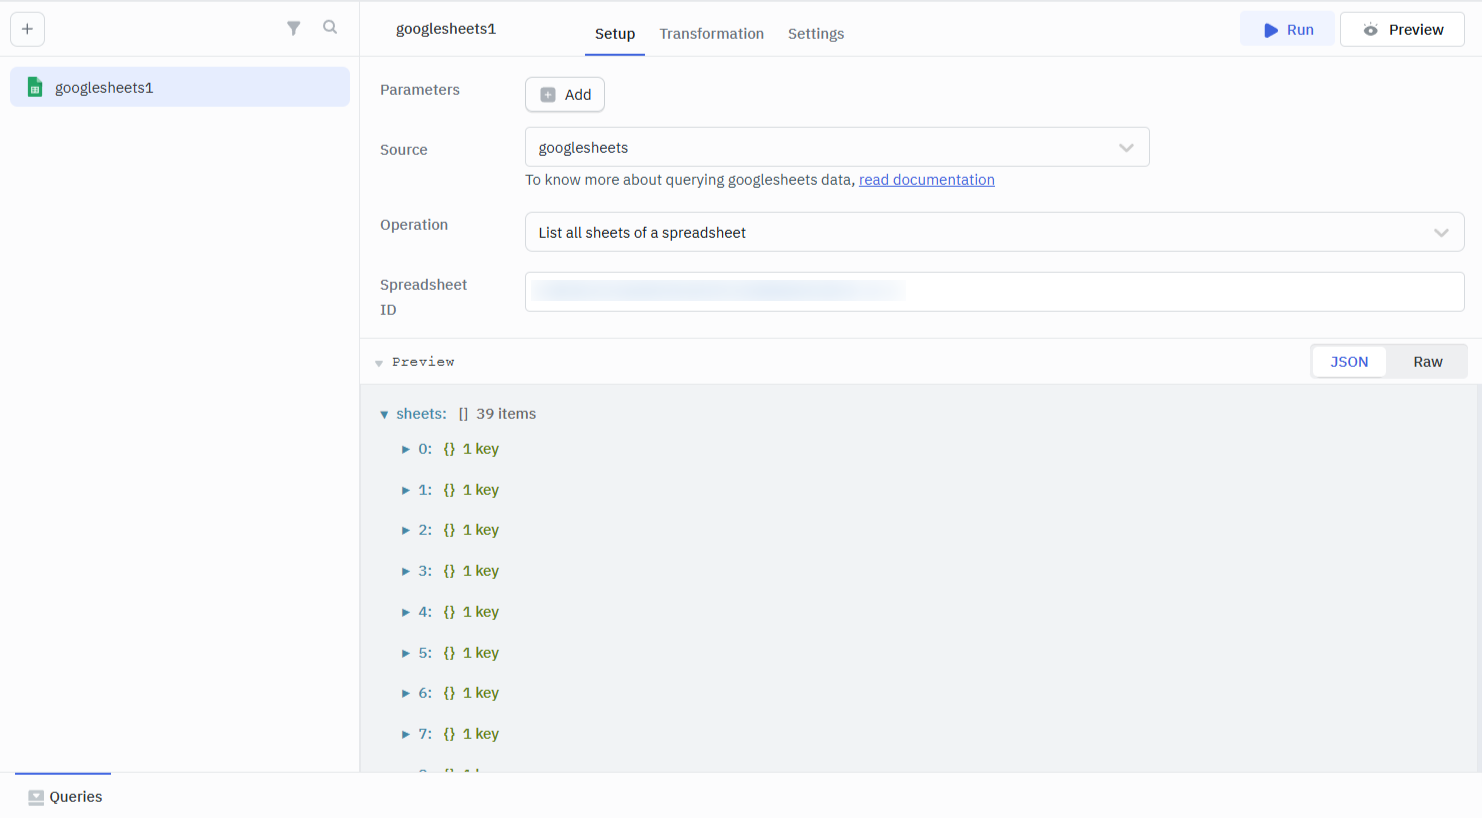 googlesheets1
googlesheets1
Setup
Transformation
Settings
Run
Preview
Parameters
Add
Source
googlesheets
To know more about querying googlesheets data, read documentation
Operation
List all sheets of a spreadsheet
Spreadsheet
ID
Preview
JSON
Raw
sheets: [] 39 items
0: {} 1 key
1: {} 1 key
2: {} 1 key
3: {} 1 key
4: {} 1 key
5: {} 1 key
6: {} 1 key
7: {} 1 key
Queries